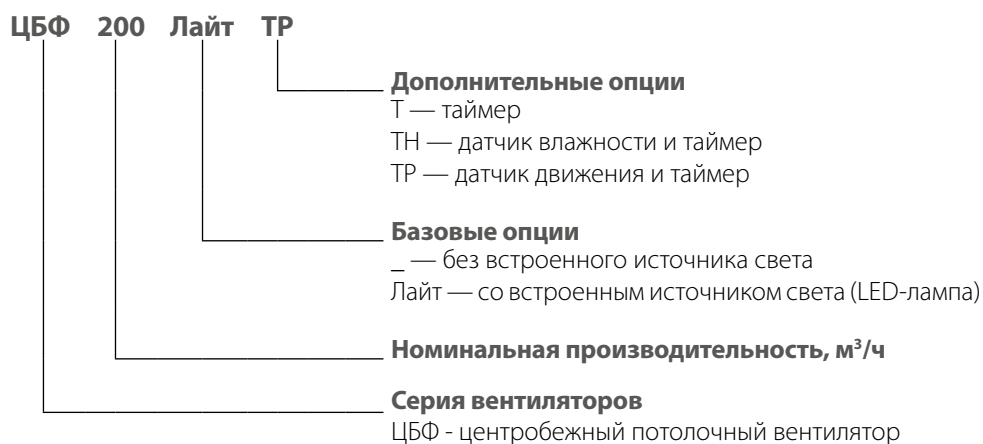 ЦБФ 200 Лайт ТР
Дополнительные опции
Т — таймер
ТН — датчик влажности и таймер
ТР — датчик движения и таймер
Базовые опции
_ — без встроенного источника света
Лайт — со встроенным источником света (LED-лампа)
Номинальная производительность, м³/ч
Серия вентиляторов
ЦБФ - центробежный потолочный вентилятор